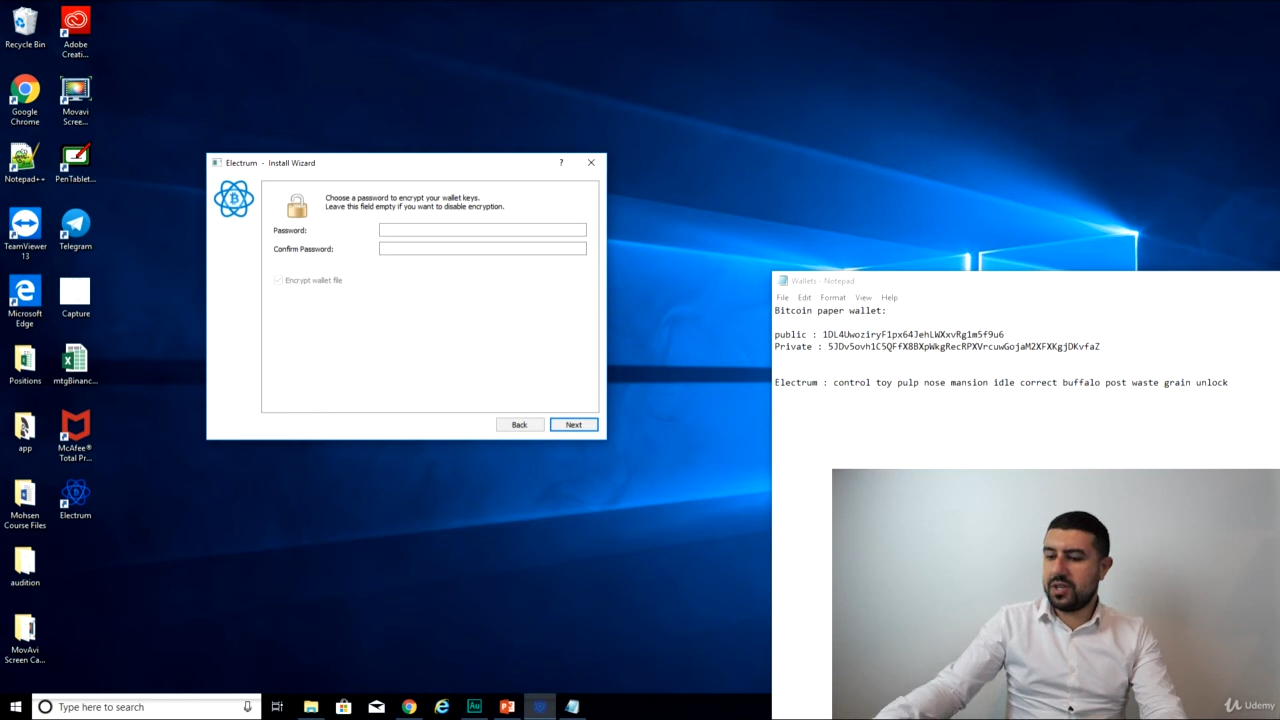 Recycle Bin
Adobe
Creati...
Google
Chrome
Movavi
Scree...
Notepad++
PenTablet...
TeamViewer
13
Telegram
Microsoft
Edge
Capture
Positions
mtgBinanc...
app
McAfee®
Total Pr...
Mohsen
Course Files
Electrum
audition
MovAvi
Screen Ca...
Electrum - Install Wizard
Choose a password to encrypt your wallet keys.
Leave this field empty if you want to disable encryption.
Password:
Confirm Password:
Encrypt wallet file
Back
Next
Wallets - Notepad
File Edit Format View Help
Bitcoin paper wallet:
public : 1DL4UwoziryF1px64JehLWXxvRg1m5f9u6
Private : 5JDv5ovh1C5QFfX8BXpWkgRecRPXVrcuwGojaM2XFXKgjDKvfaZ
Electrum : control toy pulp nose mansion idle correct buffalo post waste grain unlock
Type here to search
Udemy